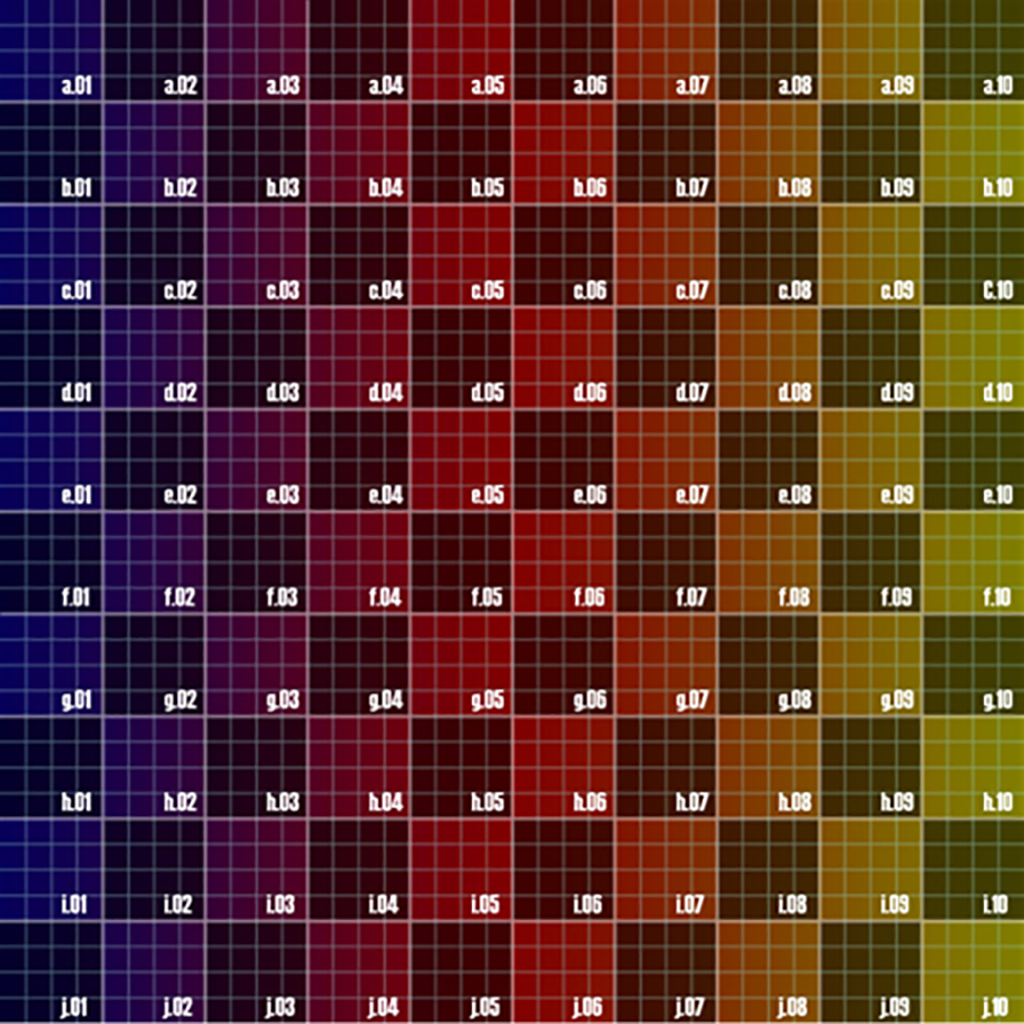 a.01 a.02 a.03 a.04 a.05 a.06 a.07 a.08 a.09 a.10
b.01 b.02 b.03 b.04 b.05 b.06 b.07 b.08 b.09 b.10
c.01 c.02 c.03 c.04 c.05 c.06 c.07 c.08 c.09 C.10
d.01 d.02 d.03 d.04 d.05 d.06 d.07 d.08 d.09 d.10
e.01 e.02 e.03 e.04 e.05 e.06 e.07 e.08 e.09 e.10
f.01 f.02 f.03 f.04 f.05 f.06 f.07 f.08 f.09 f.10
g.01 g.02 g.03 g.04 g.05 g.06 g.07 g.08 g.09 g.10
h.01 h.02 h.03 h.04 h.05 h.06 h.07 h.08 h.09 h.10
i.01 i.02 i.03 i.04 i.05 i.06 i.07 i.08 i.09 i.10
j.01 j.02 j.03 j.04 j.05 j.06 j.07 j.08 j.09 j.10